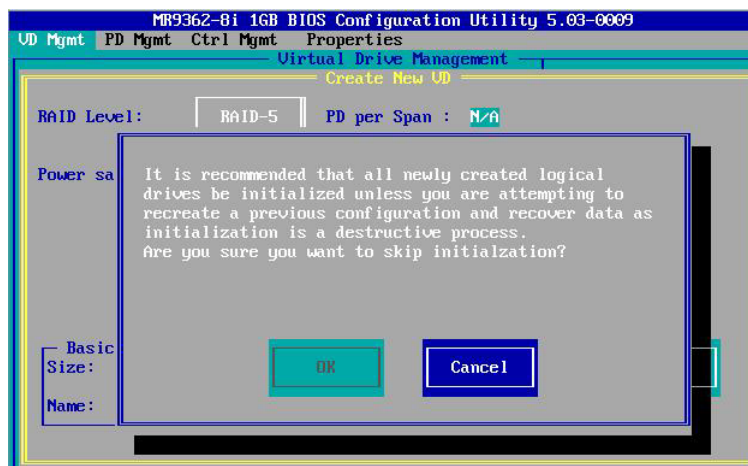 MR9362-8i 1GB BIOS Configuration Utility 5.03-0009
VD Mgmt PD Mgmt Ctrl Mgmt Properties
Virtual Drive Management
Create New VD
RAID Level: RAID-5 PD per Span : N/A
Power sa
It is recommended that all newly created logical
drives be initialized unless you are attempting to
recreate a previous configuration and recover data as
initialization is a destructive process.
Are you sure you want to skip initialzation?
Basic
Size:
OK Cancel
Name: